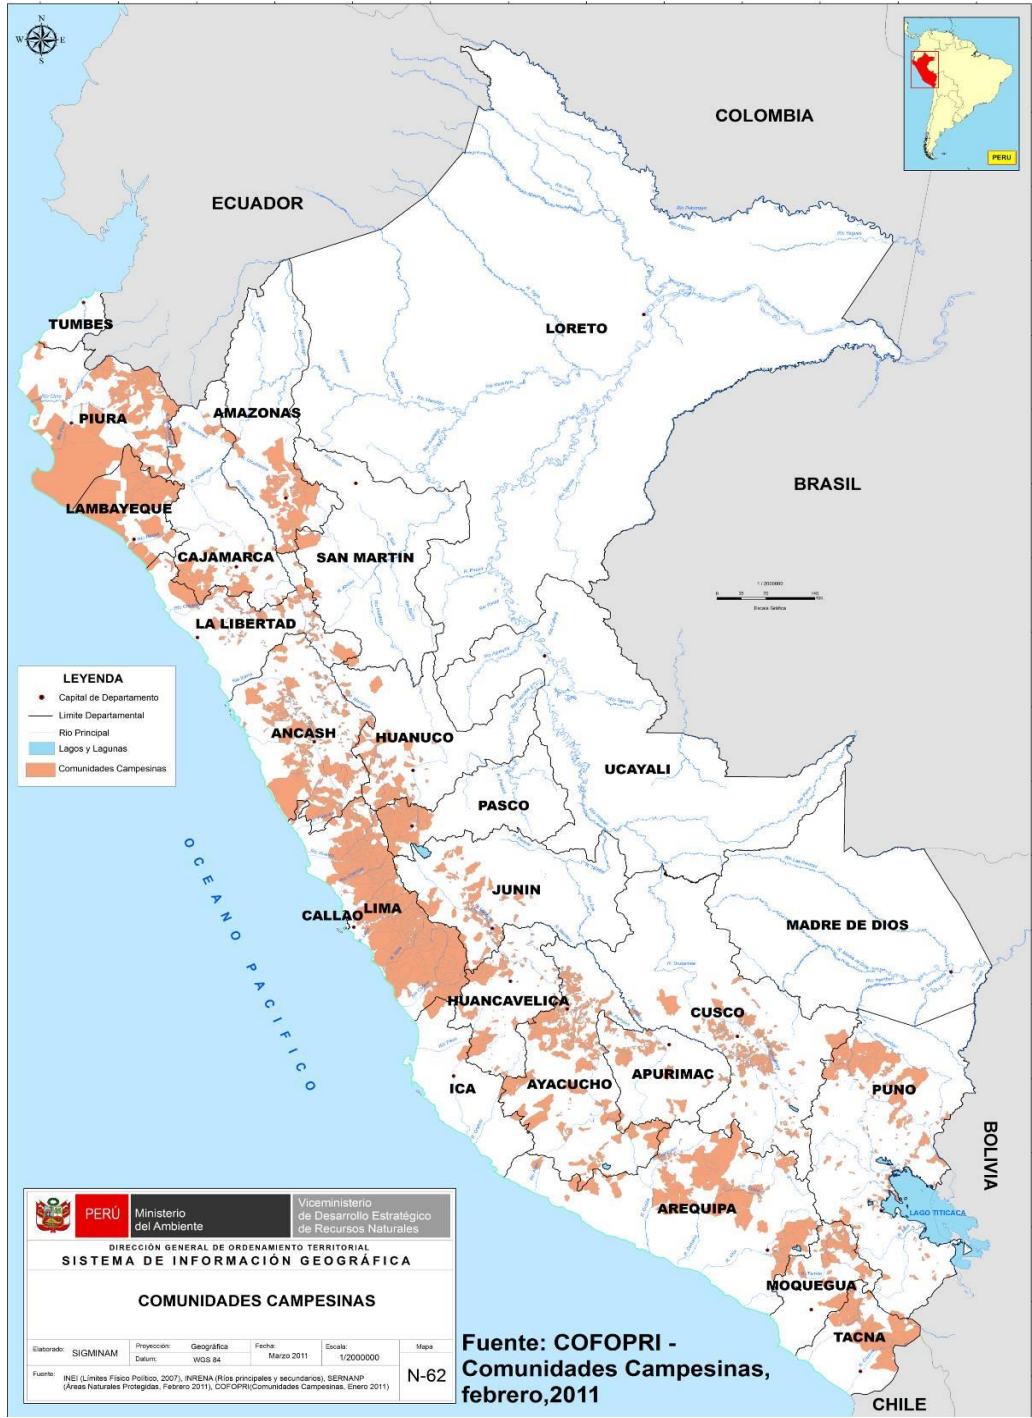 N
W
E
S
COLOMBIA
PERU
ECUADOR
TUMBES
LORETO
PIURA
AMAZONAS
BRASIL
LAMBAYEQUE
CAJAMARCA
SAN MARTIN
1 / 2000000
Escala Gráfica
LA LIBERTAD
LEYENDA
Capital de Departamento
Limite Departamental
Rio Principal
Lagos y Lagunas
Comunidades Campesinas
ANCASH
HUANUCO
UCAYALI
PASCO
OCEANO PACIFICO
JUNIN
CALLAO
LIMA
MADRE DE DIOS
HUANCAVELICA
CUSCO
ICA
AYACUCHO
APURIMAC
PUNO
BOLIVIA
AREQUIPA
LAGO TITICACA
MOQUEGUA
TACNA
CHILE
PERÚ
Ministerio
del Ambiente
Viceministerio
de Desarrollo Estratégico
de Recursos Naturales
DIRECCIÓN GENERAL DE ORDENAMIENTO TERRITORIAL
SISTEMA DE INFORMACIÓN GEOGRÁFICA
COMUNIDADES CAMPESINAS
Elaborado: SIGMINAM
Proyección: Geográfica
Datum: WGS 84
Fecha: Marzo 2011
Escala: 1/2000000
Mapa
N-62
Fuente: INEI (Límites Físico Político, 2007), INRENA (Ríos principales y secundarios), SERNANP
(Áreas Naturales Protegidas, Febrero 2011), COFOPRI(Comunidades Campesinas, Enero 2011)
Fuente: COFOPRI -
Comunidades Campesinas,
febrero,2011